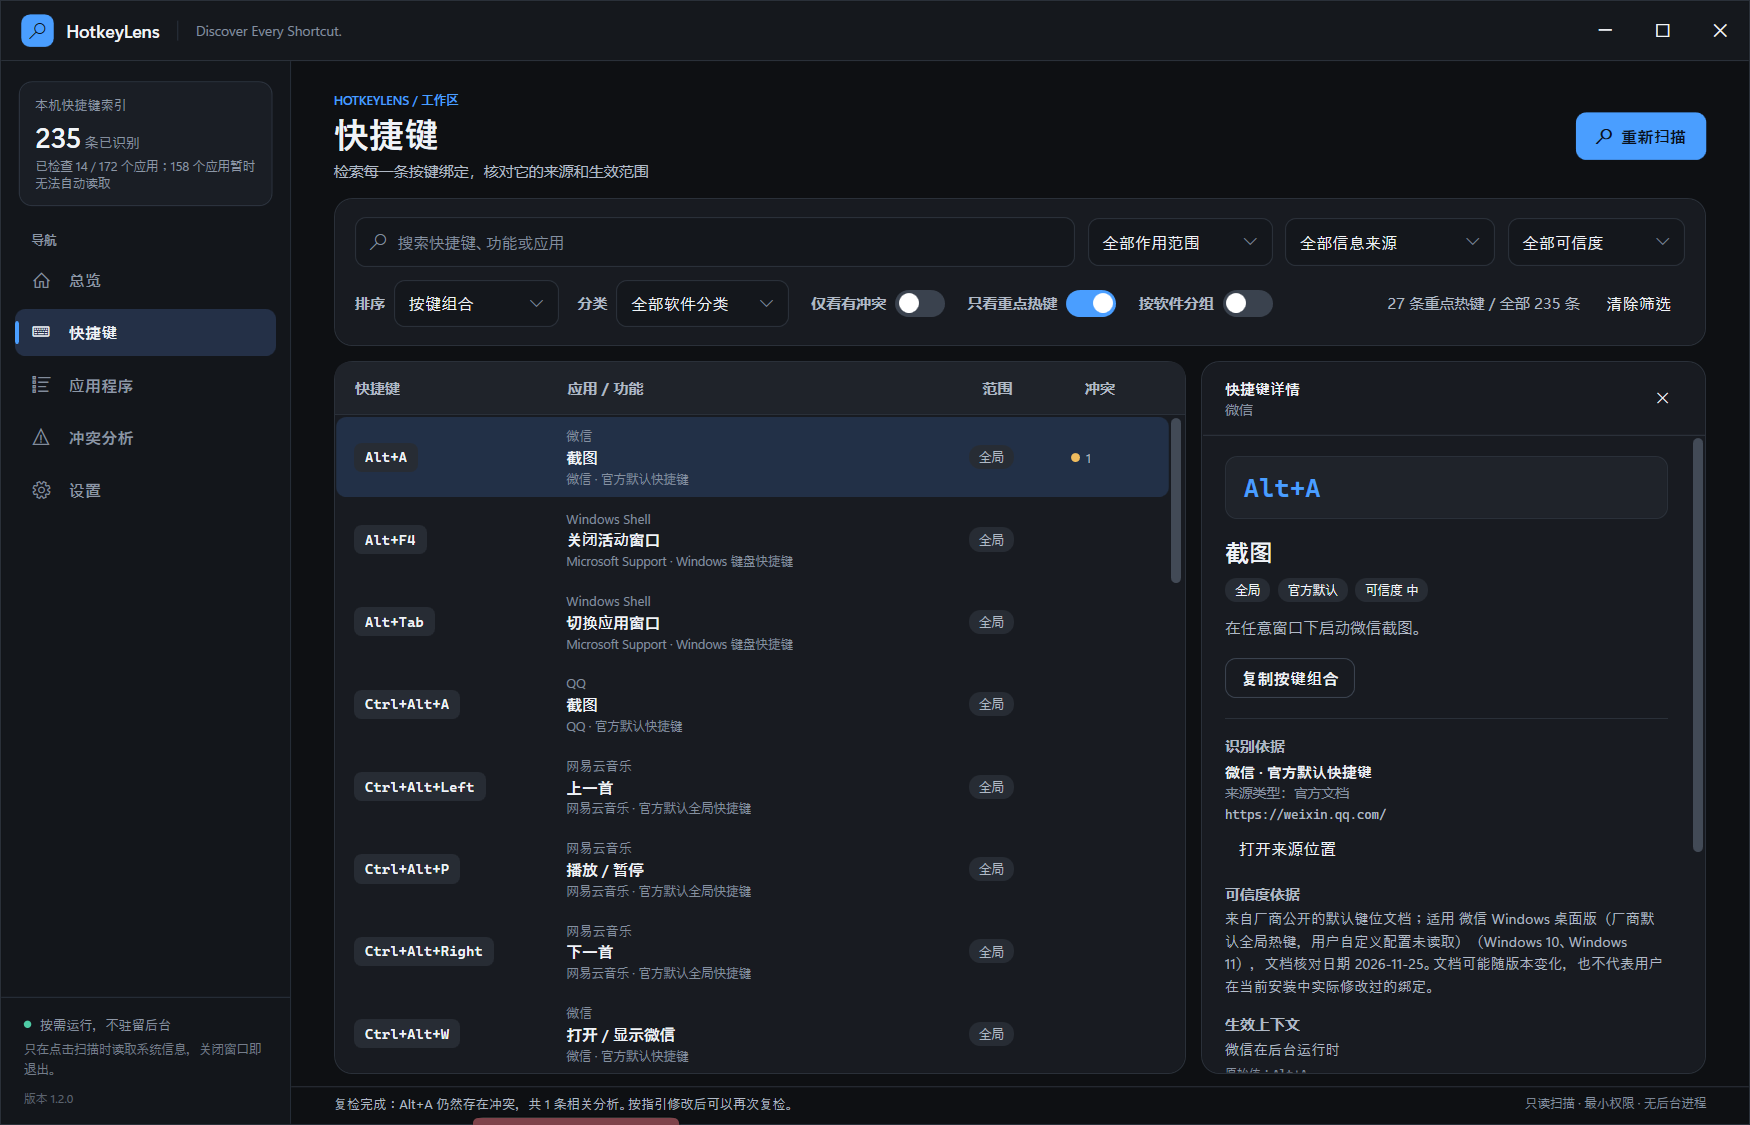 HotkeyLens
Discover Every Shortcut.
本机快捷键索引
235 条已识别
已检查 14 / 172 个应用；158 个应用暂时
无法自动读取
导航
总览
快捷键
应用程序
冲突分析
设置
按需运行，不驻留后台
只在点击扫描时读取系统信息，关闭窗口即
退出。
版本 1.2.0
HOTKEYLENS / 工作区
快捷键
检索每一条按键绑定，核对它的来源和生效范围
重新扫描
搜索快捷键、功能或应用
全部作用范围
全部信息来源
全部可信度
排序
按键组合
分类
全部软件分类
仅看有冲突
只看重点热键
按软件分组
27 条重点热键 / 全部 235 条
清除筛选
快捷键
应用 / 功能
范围
冲突
Alt+A
微信
截图
微信 · 官方默认快捷键
全局
1
Alt+F4
Windows Shell
关闭活动窗口
Microsoft Support · Windows 键盘快捷键
全局
Alt+Tab
Windows Shell
切换应用窗口
Microsoft Support · Windows 键盘快捷键
全局
Ctrl+Alt+A
QQ
截图
QQ · 官方默认快捷键
全局
Ctrl+Alt+Left
网易云音乐
上一首
网易云音乐 · 官方默认全局快捷键
全局
Ctrl+Alt+P
网易云音乐
播放 / 暂停
网易云音乐 · 官方默认全局快捷键
全局
Ctrl+Alt+Right
网易云音乐
下一首
网易云音乐 · 官方默认全局快捷键
全局
Ctrl+Alt+W
微信
打开 / 显示微信
微信 · 官方默认快捷键
全局
快捷键详情
微信
Alt+A
截图
全局
官方默认
可信度 中
在任意窗口下启动微信截图。
复制按键组合
识别依据
微信 · 官方默认快捷键
来源类型：官方文档
https://weixin.qq.com/
打开来源位置
可信度依据
来自厂商公开的默认键位文档；适用 微信 Windows 桌面版（厂商默
认全局热键，用户自定义配置未读取）（Windows 10、Windows
11），文档核对日期 2026-11-25。文档可能随版本变化，也不代表用户
在当前安装中实际修改过的绑定。
生效上下文
微信在后台运行时
原始值：Alt+A
复检完成：Alt+A 仍然存在冲突，共 1 条相关分析。按指引修改后可以再次复检。
只读扫描 · 最小权限 · 无后台进程